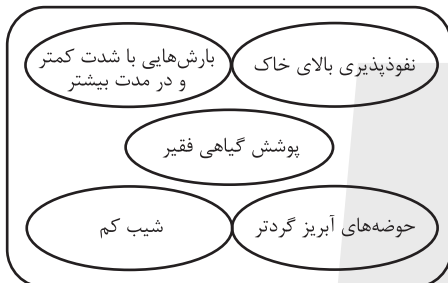 نفوذپذیری بالای خاک
بارش‌هایی با شدت کمتر
و در مدت بیشتر
پوشش گیاهی فقیر
حوضه‌های آبریز گردتر
شیب کم